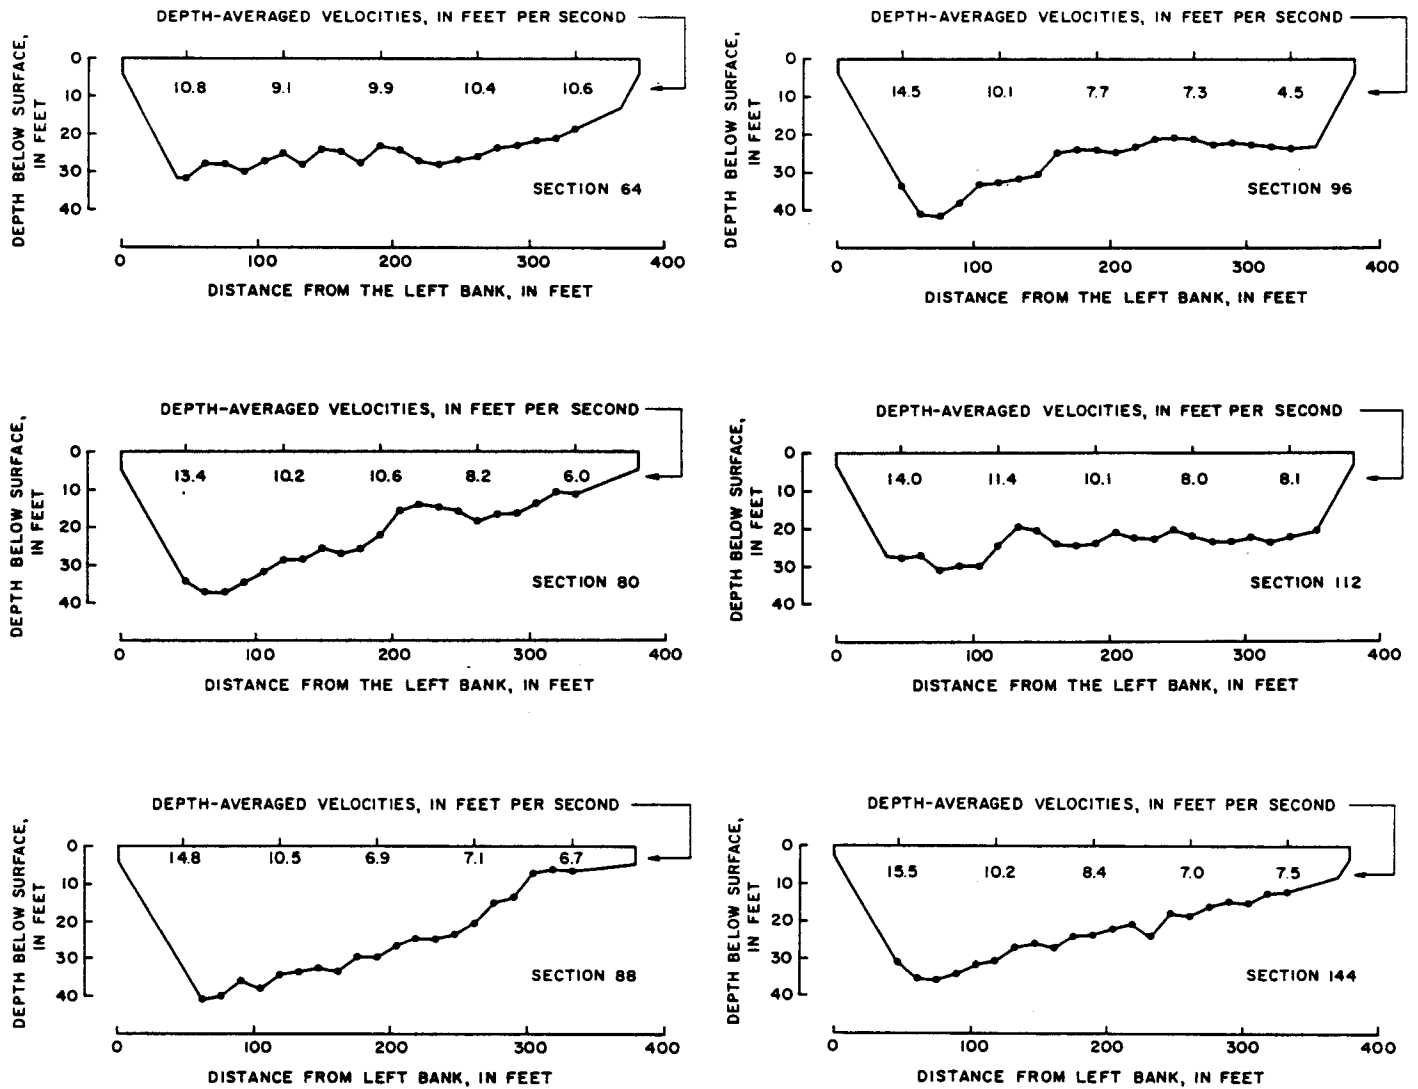 DEPTH-AVERAGED VELOCITIES, IN FEET PER SECOND
DEPTH BELOW SURFACE,
IN FEET
0
10
20
30
40
10.8 9.1 9.9 10.4 10.6
SECTION 64
0 100 200 300 400
DISTANCE FROM THE LEFT BANK, IN FEET
DEPTH-AVERAGED VELOCITIES, IN FEET PER SECOND
DEPTH BELOW SURFACE,
IN FEET
0
10
20
30
40
14.5 10.1 7.7 7.3 4.5
SECTION 96
0 100 200 300 400
DISTANCE FROM THE LEFT BANK, IN FEET
DEPTH-AVERAGED VELOCITIES, IN FEET PER SECOND
DEPTH BELOW SURFACE,
IN FEET
0
10
20
30
40
13.4 10.2 10.6 8.2 6.0
SECTION 80
0 100 200 300 400
DISTANCE FROM THE LEFT BANK, IN FEET
DEPTH-AVERAGED VELOCITIES, IN FEET PER SECOND
DEPTH BELOW SURFACE,
IN FEET
0
10
20
30
40
14.0 11.4 10.1 8.0 8.1
SECTION 112
0 100 200 300 400
DISTANCE FROM THE LEFT BANK, IN FEET
DEPTH-AVERAGED VELOCITIES, IN FEET PER SECOND
DEPTH BELOW SURFACE,
IN FEET
0
10
20
30
40
14.8 10.5 6.9 7.1 6.7
SECTION 88
0 100 200 300 400
DISTANCE FROM LEFT BANK, IN FEET
DEPTH-AVERAGED VELOCITIES, IN FEET PER SECOND
DEPTH BELOW SURFACE,
IN FEET
0
10
20
30
40
15.5 10.2 8.4 7.0 7.5
SECTION 144
0 100 200 300 400
DISTANCE FROM LEFT BANK, IN FEET